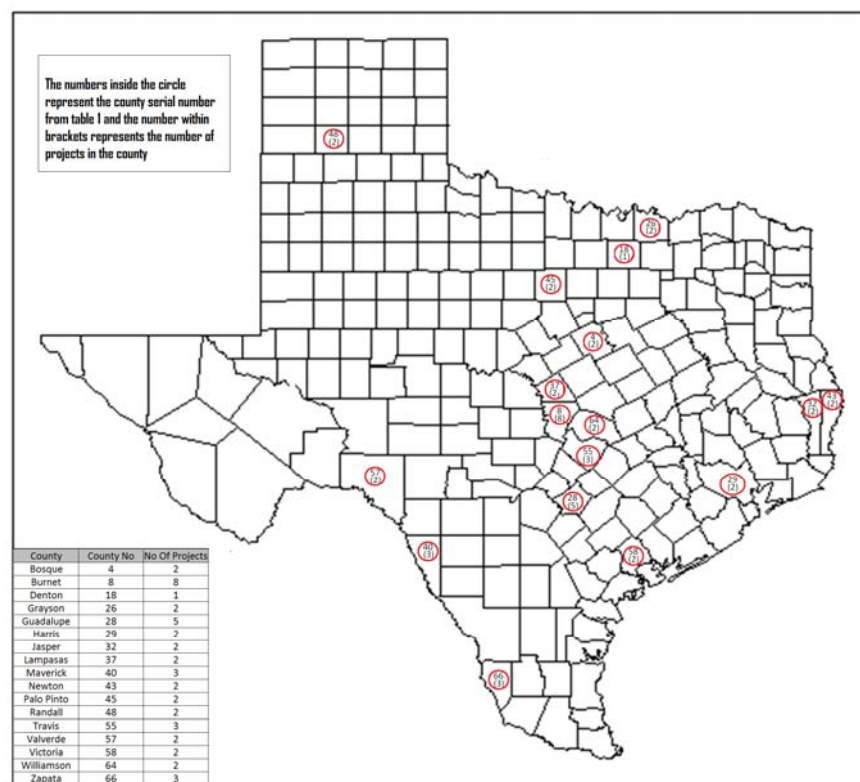 The numbers inside the circle
represent the county serial number
from table 1 and the number within
brackets represents the number of
projects in the county
48
(2)
26
(2)
18
(1)
45
(2)
4
(2)
37
(2)
8
(8)
64
(2)
32
(2)
43
(2)
55
(3)
57
(2)
29
(2)
28
(5)
40
(3)
58
(2)
66
(3)
County County No No Of Projects
Bosque 4 2
Burnet 8 8
Denton 18 1
Grayson 26 2
Guadalupe 28 5
Harris 29 2
Jasper 32 2
Lampasas 37 2
Maverick 40 3
Newton 43 2
Palo Pinto 45 2
Randall 48 2
Travis 55 3
Valverde 57 2
Victoria 58 2
Williamson 64 2
Zapata 66 3